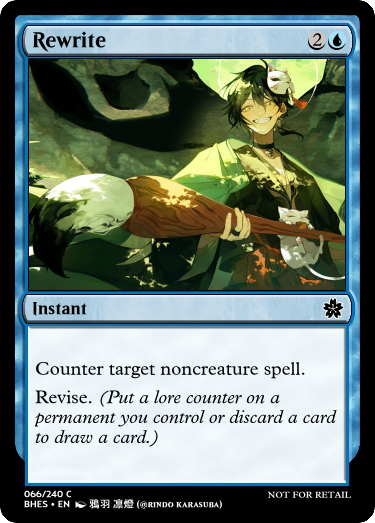 Rewrite 2
Instant
Counter target noncreature spell.
Revise. (Put a lore counter on a
permanent you control or discard a card
to draw a card.)
066/240 C
BHES • EN 鴉羽 凛燈 (@RINDO KARASUBA)
NOT FOR RETAIL